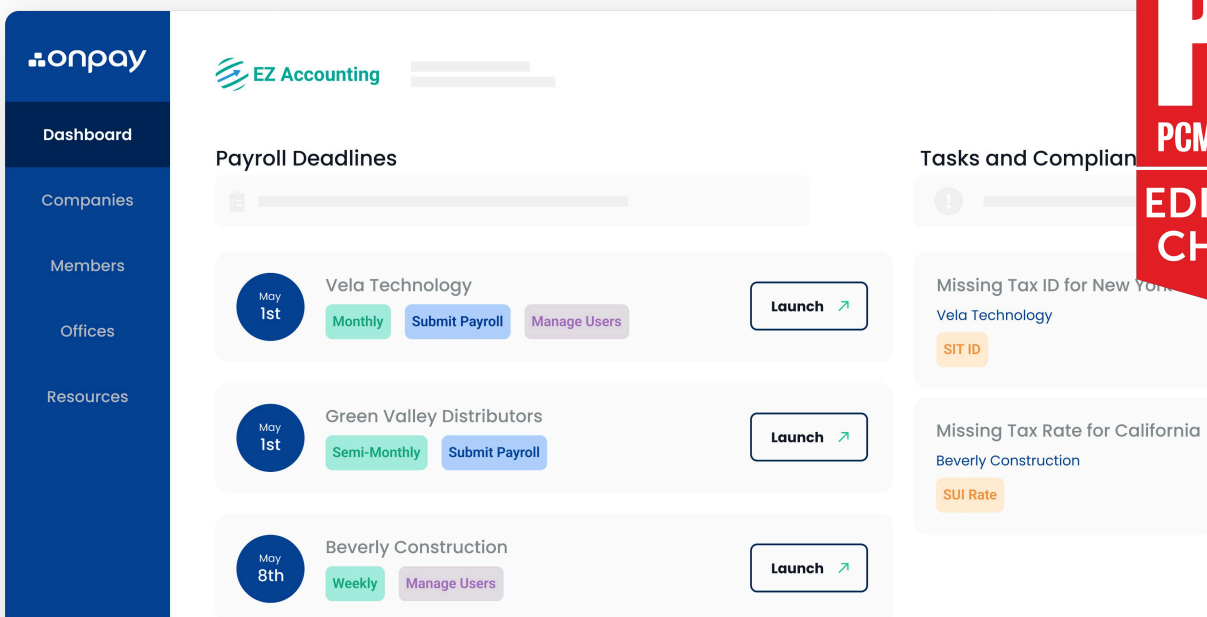 onpay
EZ Accounting
Dashboard
Companies
Members
Offices
Resources
Payroll Deadlines
May
1st
Vela Technology
Monthly
Submit Payroll
Manage Users
Launch
May
1st
Green Valley Distributors
Semi-Monthly
Submit Payroll
Launch
May
8th
Beverly Construction
Weekly
Manage Users
Launch
Tasks and Complian
Missing Tax ID for New York
Vela Technology
SIT ID
Missing Tax Rate for California
Beverly Construction
SUI Rate